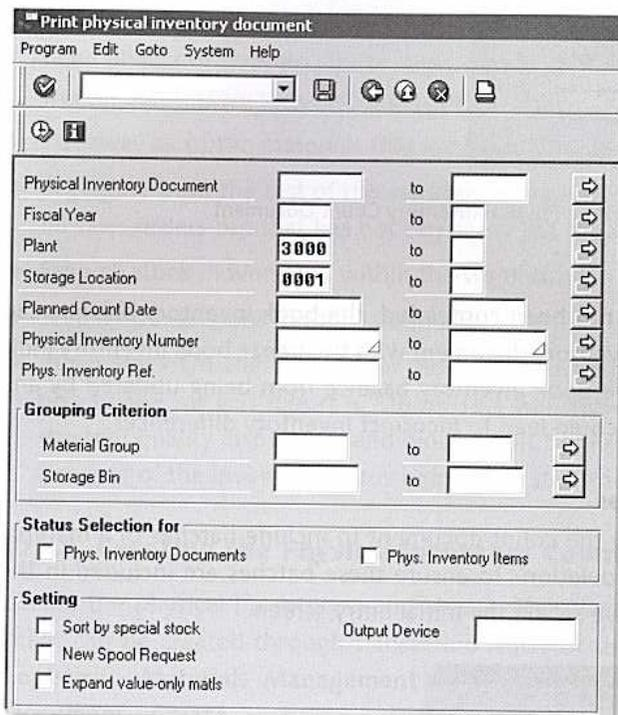 Print physical inventory document
Program Edit Goto System Help
Physical Inventory Document to
Fiscal Year to
Plant 3000 to
Storage Location 0001 to
Planned Count Date to
Physical Inventory Number to
Phys. Inventory Ref. to
Grouping Criterion
Material Group to
Storage Bin to
Status Selection for
Phys. Inventory Documents Phys. Inventory Items
Setting
Sort by special stock Output Device
New Spool Request
Expand value-only matls